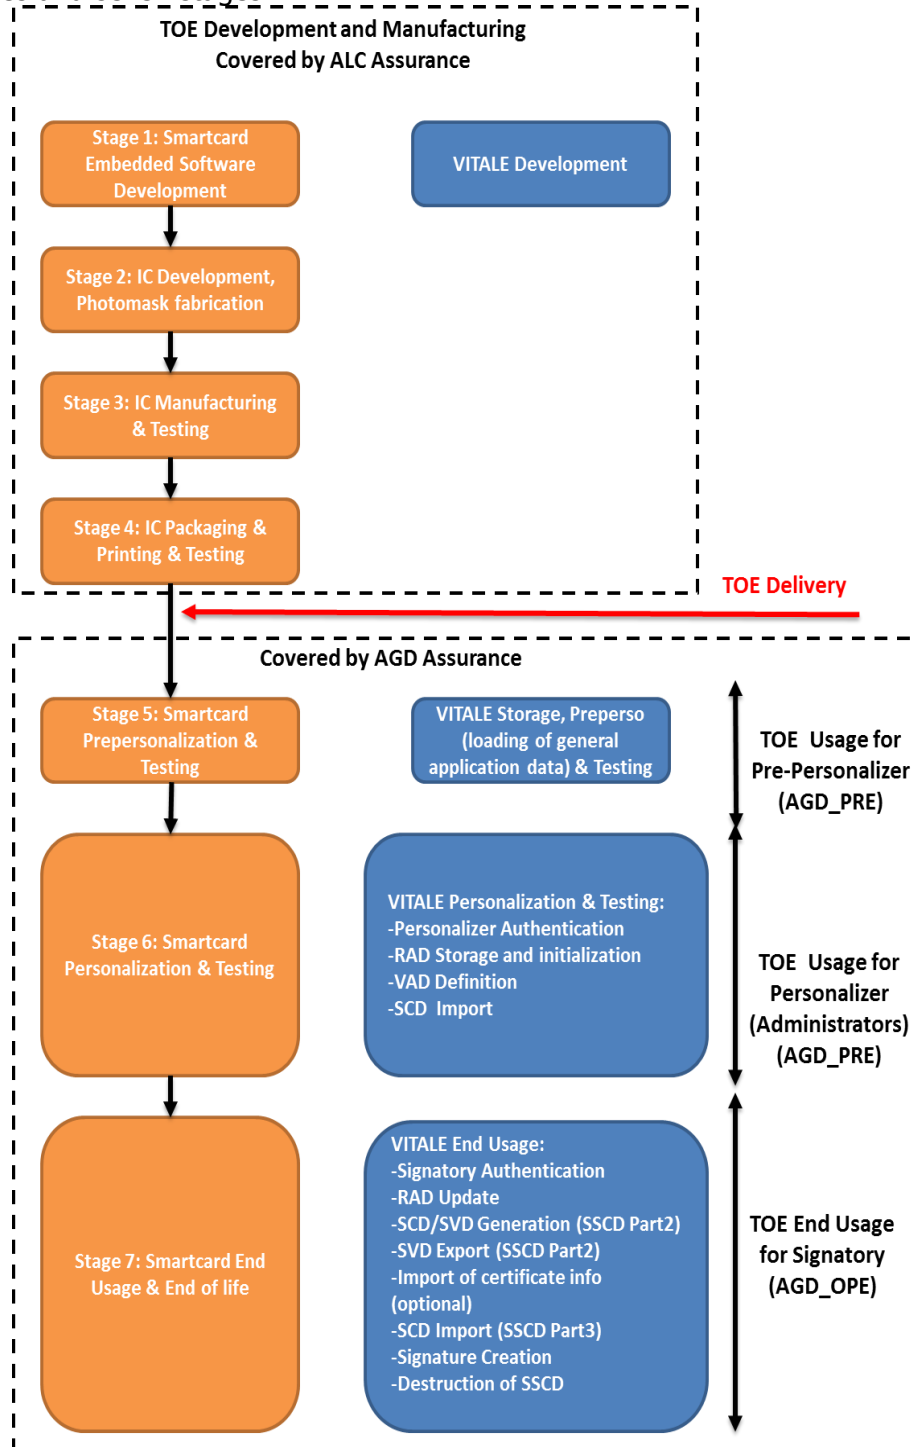 TOE Development and Manufacturing
Covered by ALC Assurance
Stage 1: Smartcard
Embedded Software
Development
VITALE Development
Stage 2: IC Development,
Photomask fabrication
Stage 3: IC Manufacturing
& Testing
Stage 4: IC Packaging &
Printing & Testing
TOE Delivery
Covered by AGD Assurance
Stage 5: Smartcard
Prepersonalization &
Testing
VITALE Storage, Preperso
(loading of general
application data) & Testing
TOE Usage for
Pre-Personalizer
(AGD_PRE)
Stage 6: Smartcard
Personalization & Testing
VITALE Personalization & Testing:
-Personalizer Authentication
-RAD Storage and initialization
-VAD Definition
-SCD Import
TOE Usage for
Personalizer
(Administrators)
(AGD_PRE)
Stage 7: Smartcard End
Usage & End of life
VITALE End Usage:
-Signatory Authentication
-RAD Update
-SCD/SVD Generation (SSCD Part2)
-SVD Export (SSCD Part2)
-Import of certificate info
(optional)
-SCD Import (SSCD Part3)
-Signature Creation
-Destruction of SSCD
TOE End Usage
for Signatory
(AGD_OPE)